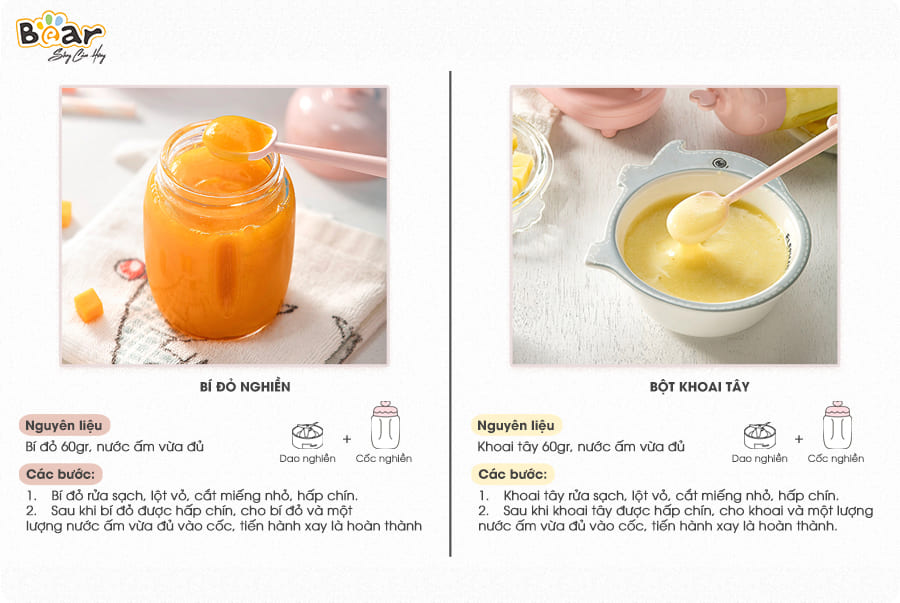 Bear
Sống Cảm Hứng
BÍ ĐỎ NGHIỀN
Nguyên liệu
Bí đỏ 60gr, nước ấm vừa đủ
Dao nghiền
+
Cốc nghiền
Các bước:
1. Bí đỏ rửa sạch, lột vỏ, cắt miếng nhỏ, hấp chín.
2. Sau khi bí đỏ được hấp chín, cho bí đỏ và một
lượng nước ấm vừa đủ vào cốc, tiến hành xay là hoàn thành
BỘT KHOAI TÂY
Nguyên liệu
Khoai tây 60gr, nước ấm vừa đủ
Dao nghiền
+
Cốc nghiền
Các bước:
1. Khoai tây rửa sạch, lột vỏ, cắt miếng nhỏ, hấp chín.
2. Sau khi khoai tây được hấp chín, cho khoai và một lượng
nước ấm vừa đủ vào cốc, tiến hành xay là hoàn thành.